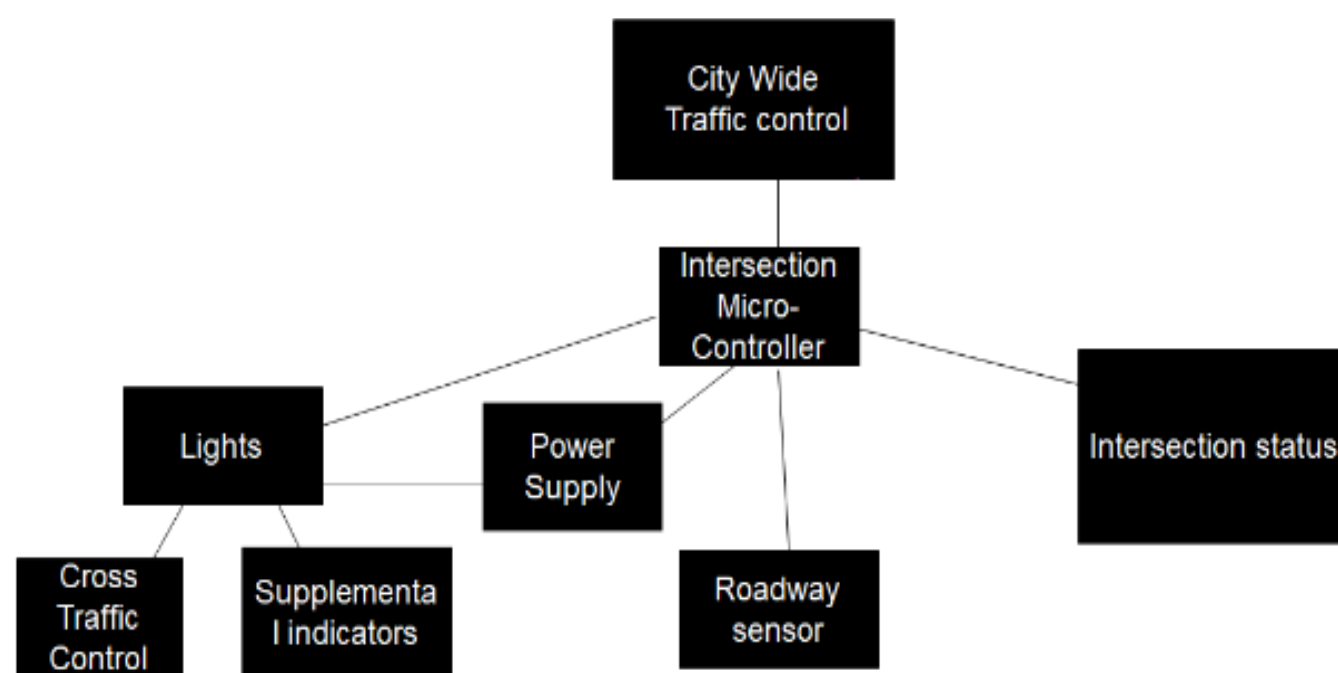 City Wide
Traffic control
Intersection
Micro-
Controller
Lights
Power
Supply
Intersection status
Cross
Traffic
Control
Supplementa
l indicators
Roadway
sensor